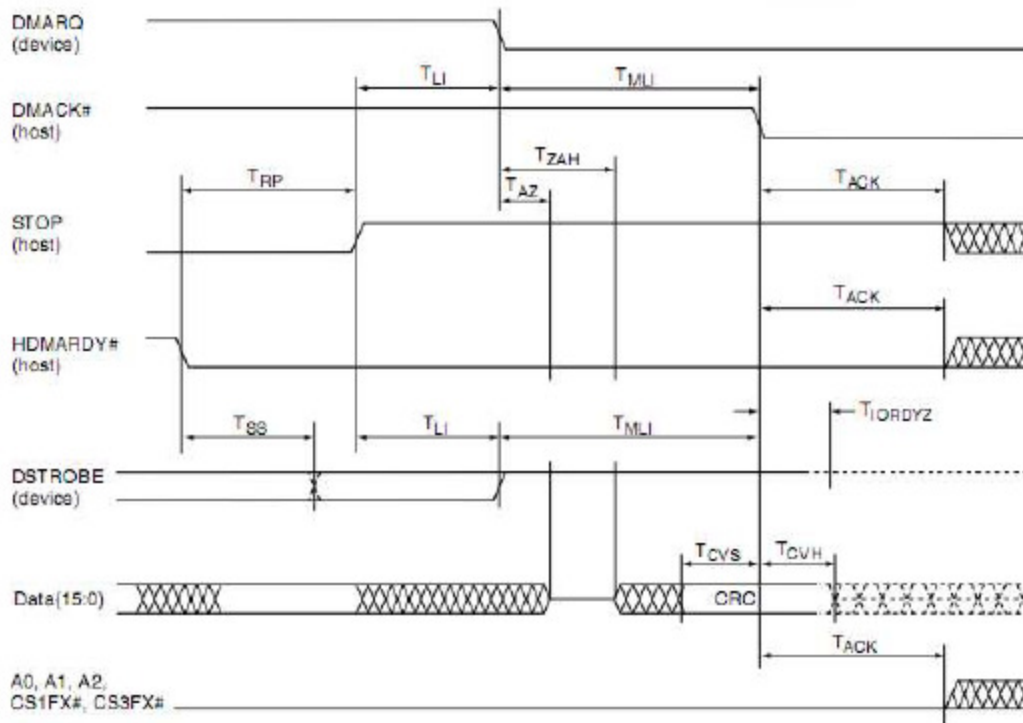 DMARQ
(device)
TLI
TMLI
DMACK#
(host)
TZAH
TRP
TAZ
TACK
STOP
(host)
TACK
HDMARDY#
(host)
TSS
TLI
TMLI
TIORDYZ
DSTROBE
(device)
TCVS
TCVH
Data(15:0)
CRC
TACK
A0, A1, A2,
CS1FX#, CS3FX#